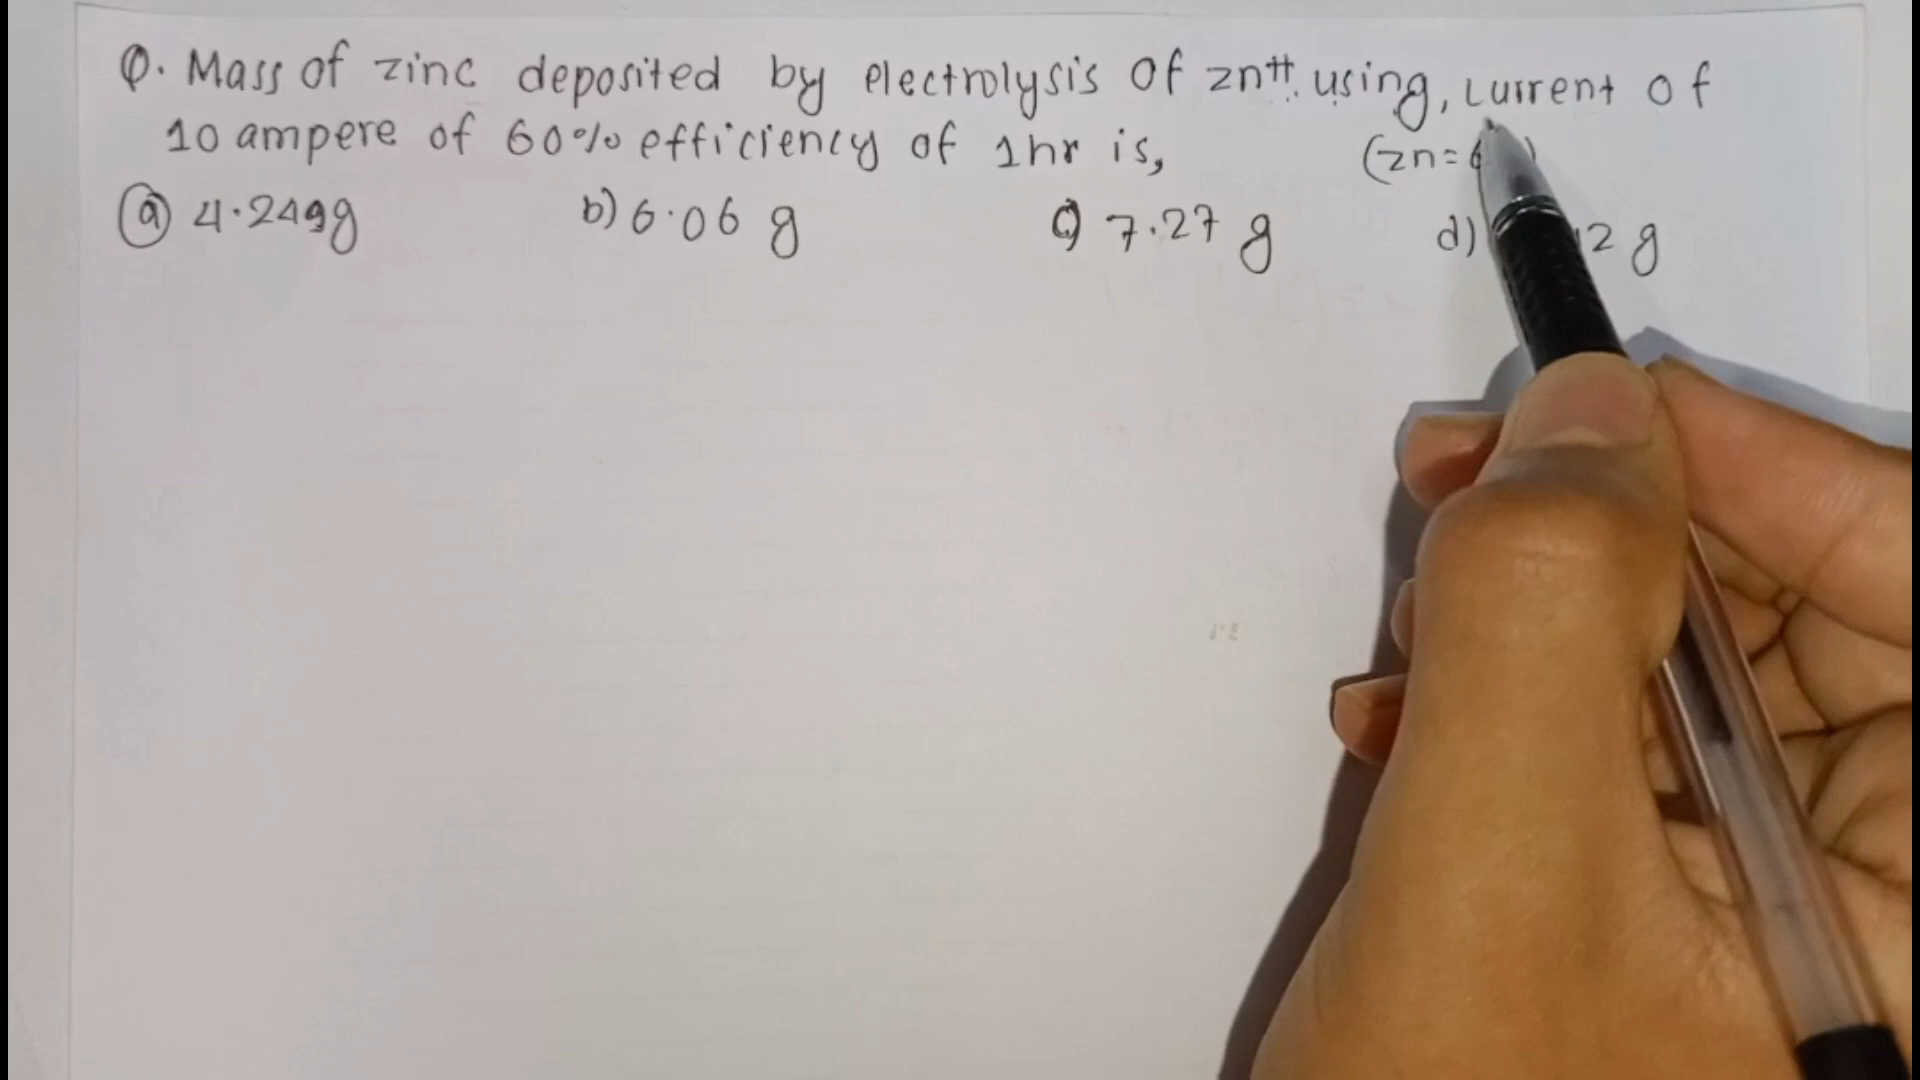 Q. Mass of zinc deposited by electrolysis of zn++ using, current of
10 ampere of 60% efficiency of 1hr is, (zn=
(a) 4.249g b) 6.06 g c) 7.27 g d) 2 g